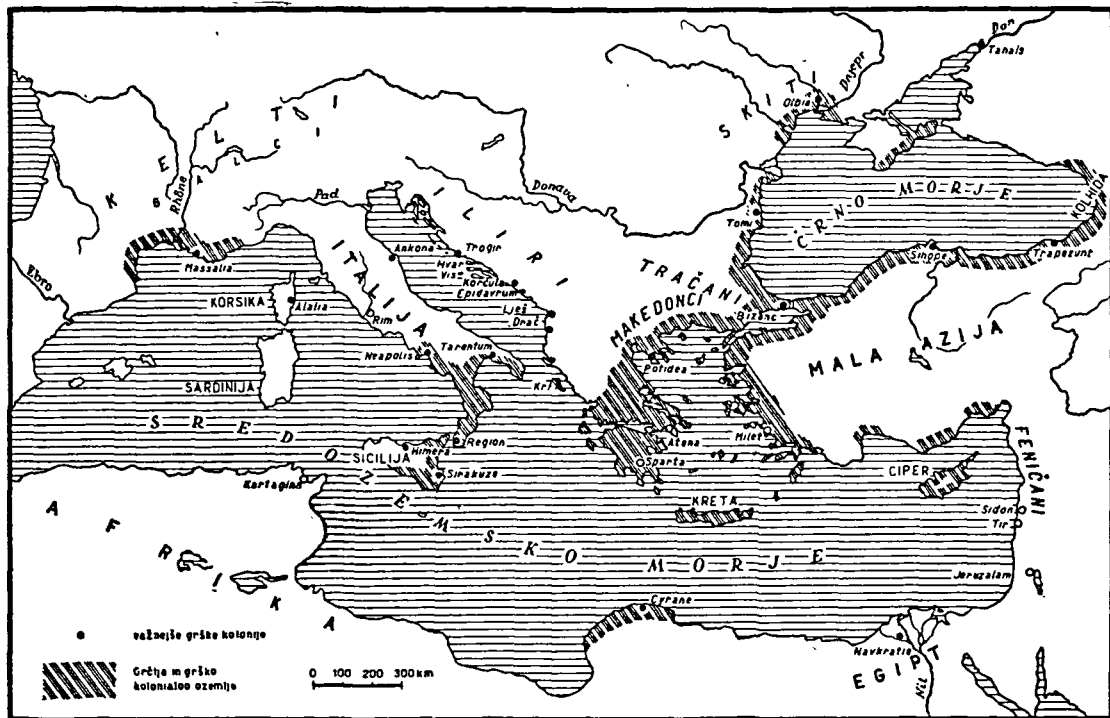 Don
Tanais
Dnjepr
Olbia
SKITI
KELTI
GALCI
Rhône
Pad
Donava
ILIRI
ČRNO MORJE
KOLHIDA
Tomi
Sinope
Trapezunt
Massalia
Ebro
ITALIJA
Ankona
Trogir
Hvar
Vis
Korčula
Epidavrum
Lješ
Drač
TRAČANI
MAKEDONCI
Bizanc
MALA AZIJA
KORSIKA
Alalia
Rim
Neapolis
Tarentum
Krf
Potidea
SARDINIJA
SREDOZEMSKO MORJE
Region
SICILIJA
Himera
Sirakuze
Atena
Milet
Sparta
KRETA
CIPER
FENIČANI
Sidon
Tir
Kartagina
AFRIKA
Jeruzalem
Cyrane
Navkratis
EGIPT
Nil
važnejše grške kolonije
Grčija in grško
kolonialno ozemlje
0 100 200 300 km